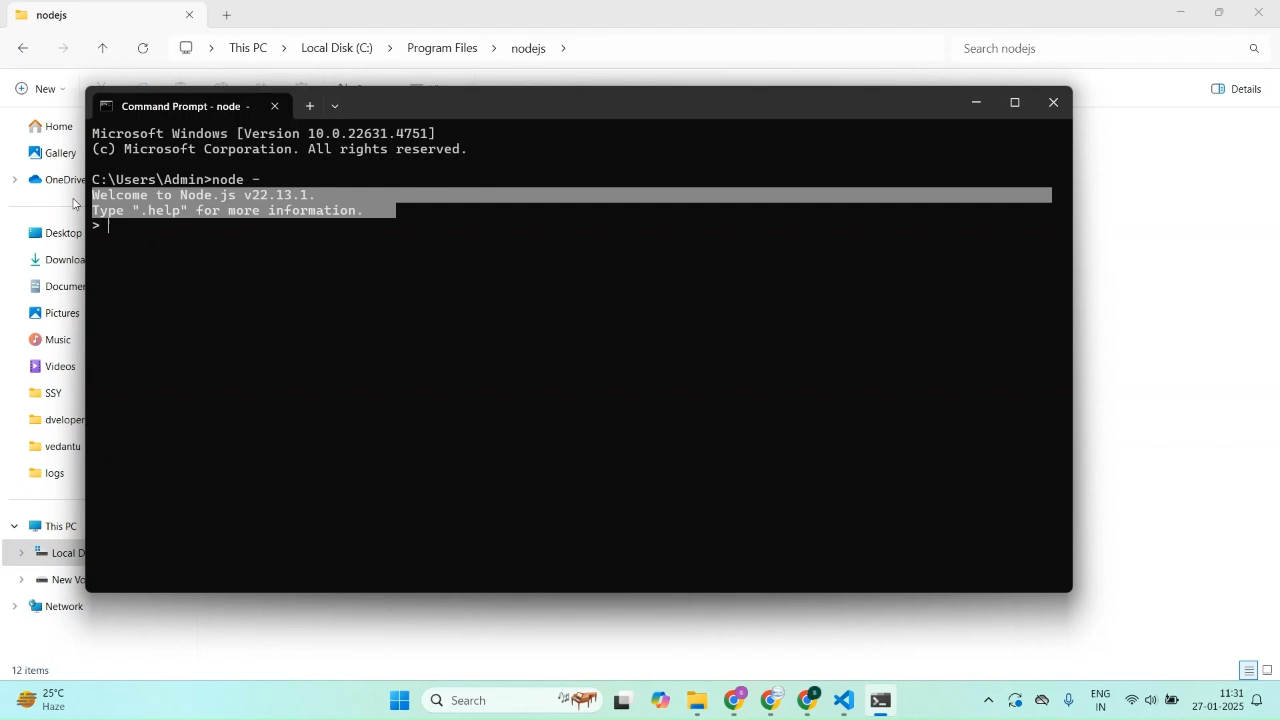 nodejs
This PC
Local Disk (C:)
Program Files
nodejs
Search nodejs
New
Details
Command Prompt - node -
Microsoft Windows [Version 10.0.22631.4751]
(c) Microsoft Corporation. All rights reserved.
C:\Users\Admin>node -
Welcome to Node.js v22.13.1.
Type ".help" for more information.
>
Home
Gallery
OneDrive
Desktop
Downloa
Documer
Pictures
Music
Videos
SSY
dveloper
vedantu
logs
This PC
Local D
New Vo
Network
12 items
25°C
Haze
Search
ENG
IN
11:31
27-01-2025